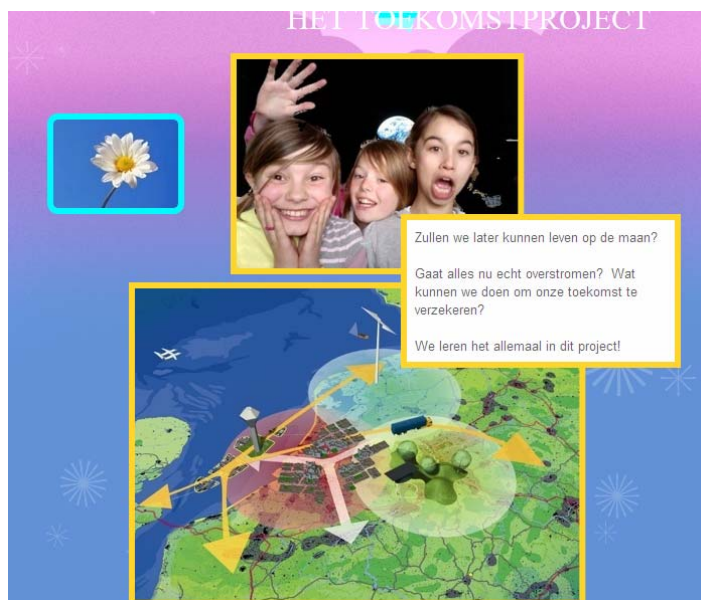 HET TOEKOMSTPROJECT
Zullen we later kunnen leven op de maan?
Gaat alles nu echt overstromen? Wat
kunnen we doen om onze toekomst te
verzekeren?
We leren het allemaal in dit project!